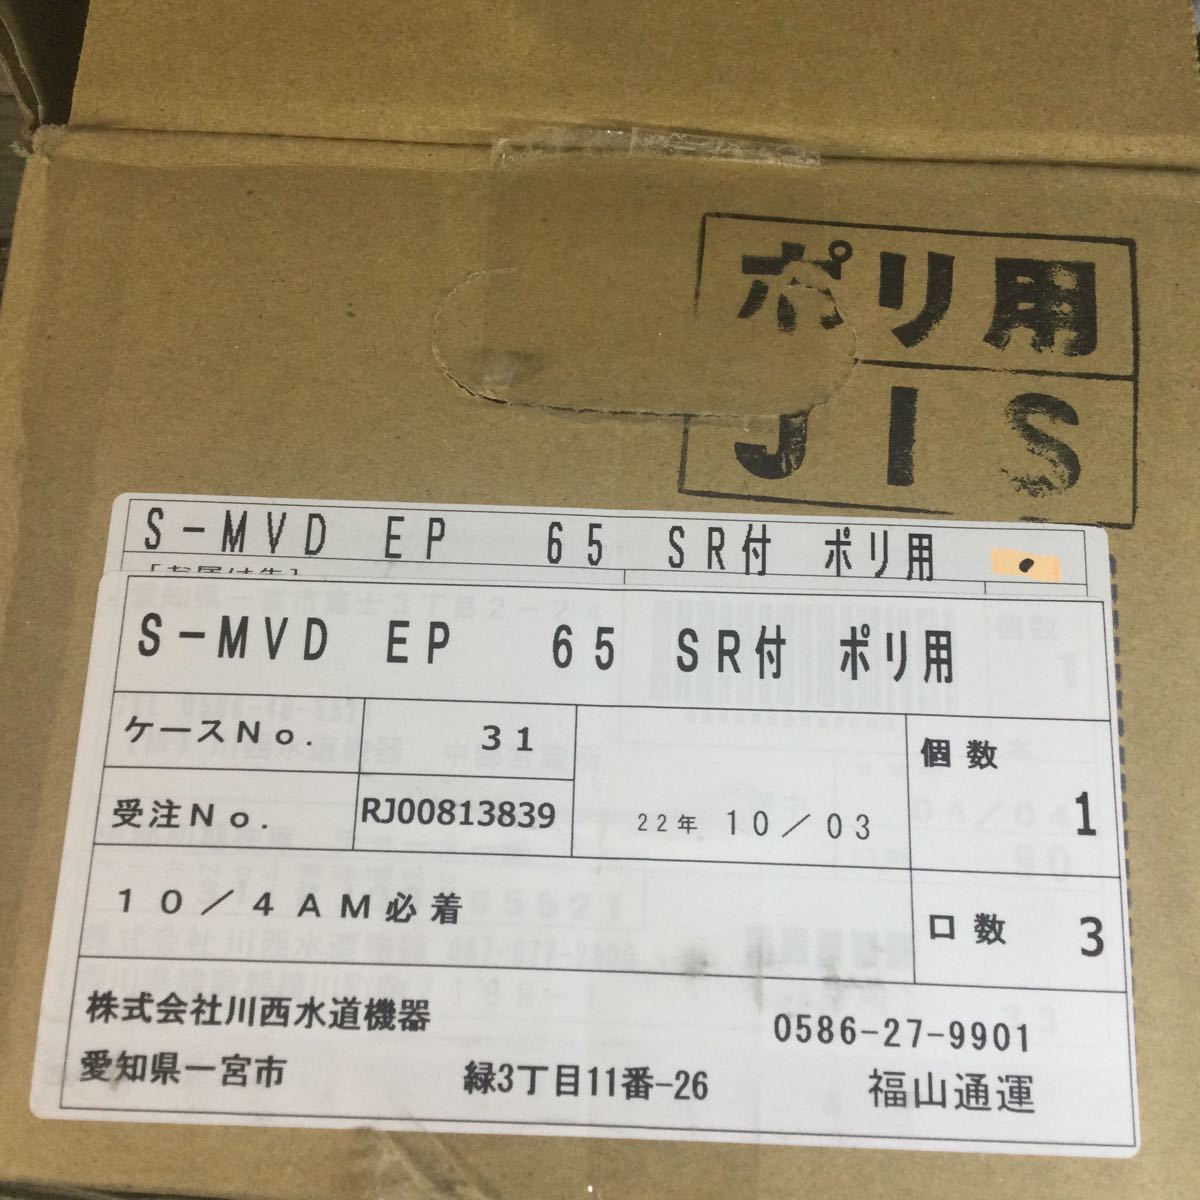 ポリ用
JIS
S-MVD EP 65 SR付 ポリ用
S-MVD EP 65 SR付 ポリ用
ケースNo. 31
受注No. RJ00813839
22年 10/03
個数 1
10/4AM必着
口数 3
株式会社川西水道機器 0586-27-9901
愛知県一宮市 緑3丁目11番-26 福山通運